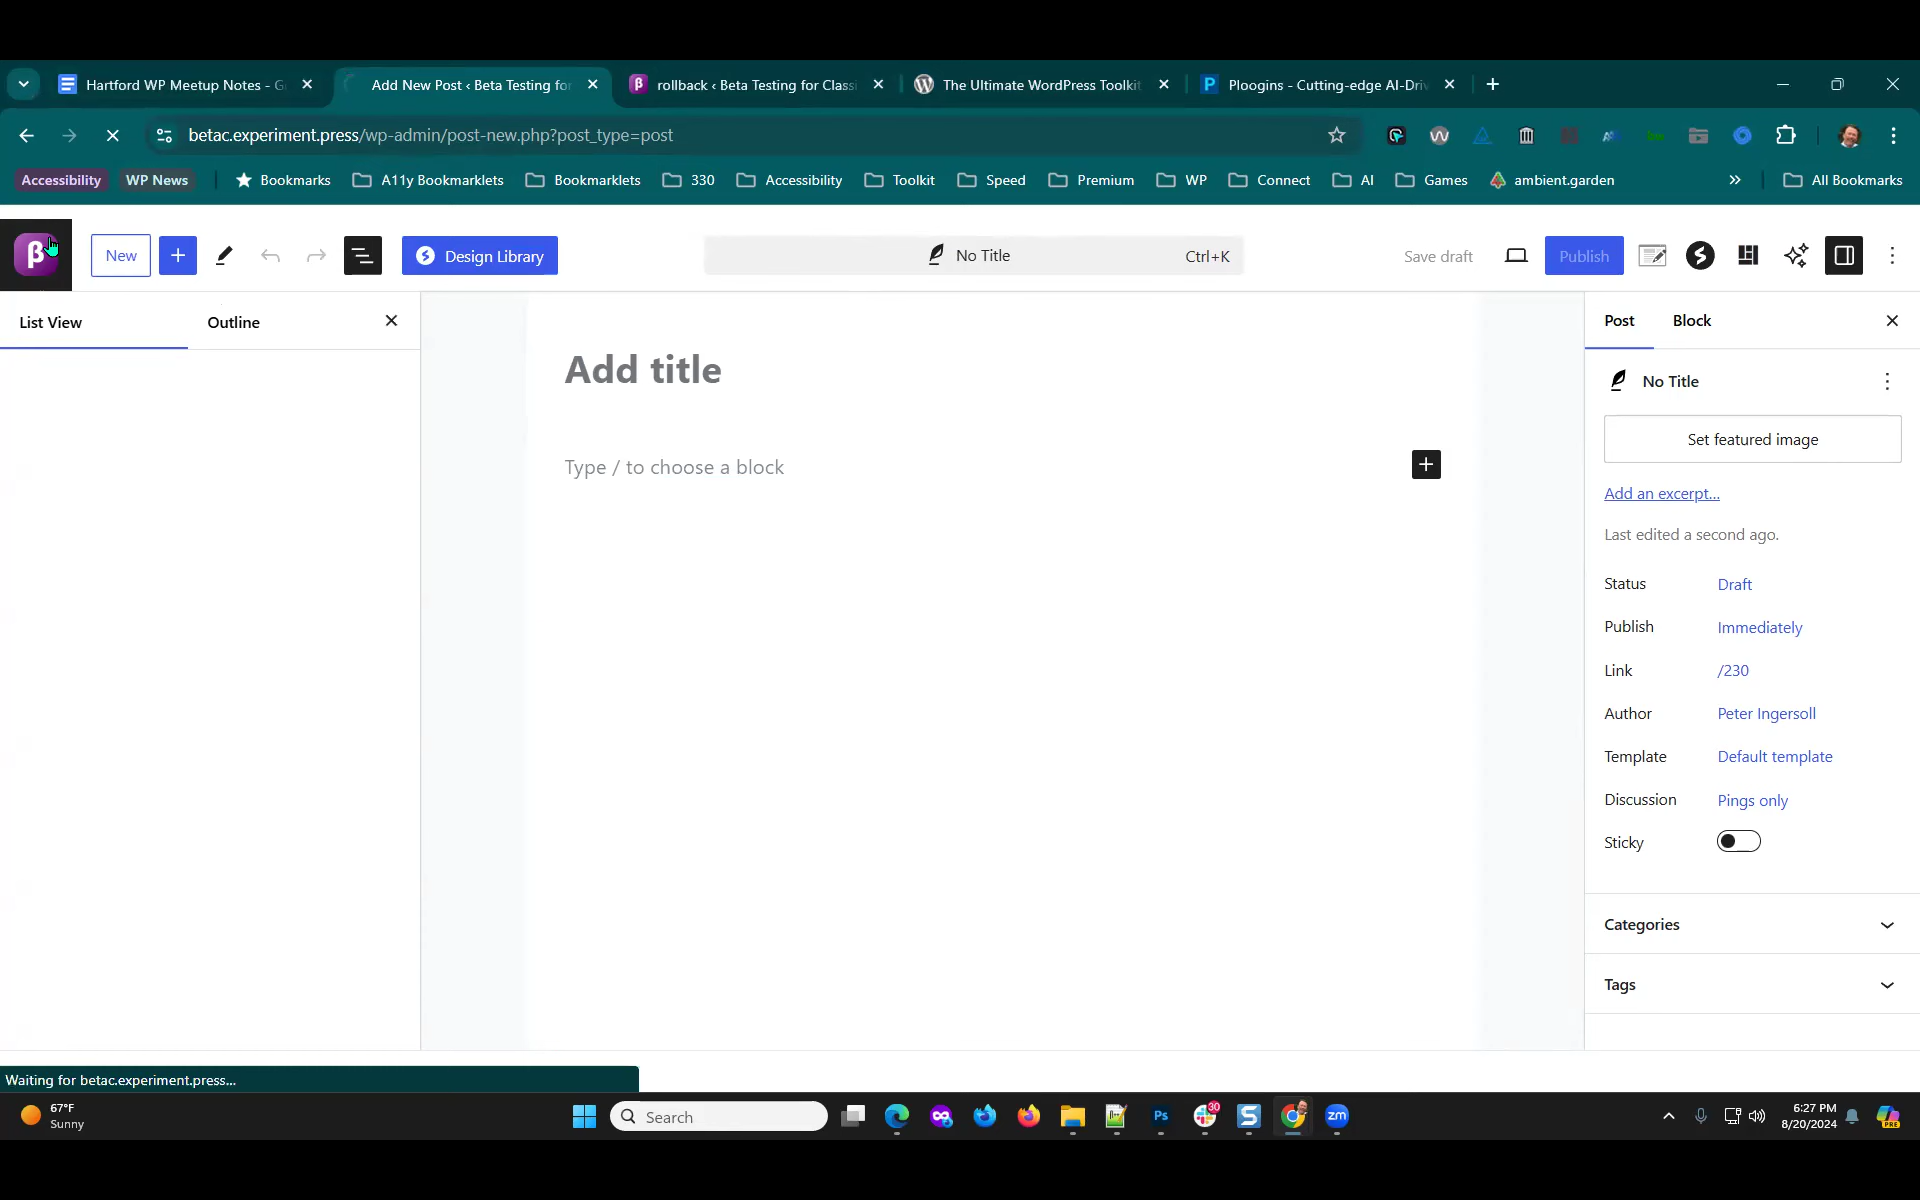 Hartford WP Meetup Notes - G
Add New Post ‹ Beta Testing for
rollback ‹ Beta Testing for Classi
The Ultimate WordPress Toolkit
P
Ploogins - Cutting-edge AI-Driv
betac.experiment.press/wp-admin/post-new.php?post_type=post
Accessibility
WP News
Bookmarks
A11y Bookmarklets
Bookmarklets
330
Accessibility
Toolkit
Speed
Premium
WP
Connect
AI
Games
ambient.garden
»
All Bookmarks
β
New
Design Library
No Title
Ctrl+K
Save draft
Publish
List View
Outline
Add title
Type / to choose a block
Post
Block
No Title
Set featured image
Add an excerpt...
Last edited a second ago.
Status
Draft
Publish
Immediately
Link
/230
Author
Peter Ingersoll
Template
Default template
Discussion
Pings only
Sticky
Categories
Tags
Waiting for betac.experiment.press...
67°F
Sunny
Search
Ps
30
S
zm
6:27 PM
8/20/2024
PRE